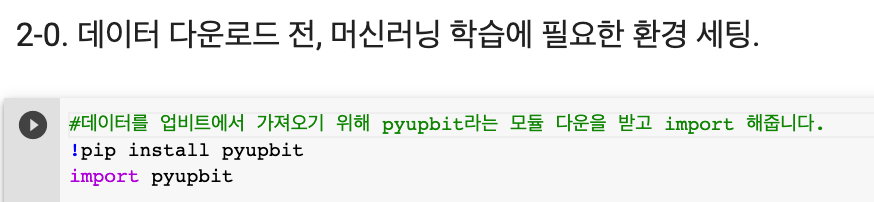 2-0. 데이터 다운로드 전, 머신러닝 학습에 필요한 환경 세팅.
#데이터를 업비트에서 가져오기 위해 pyupbit라는 모듈 다운을 받고 import 해줍니다.
!pip install pyupbit
import pyupbit